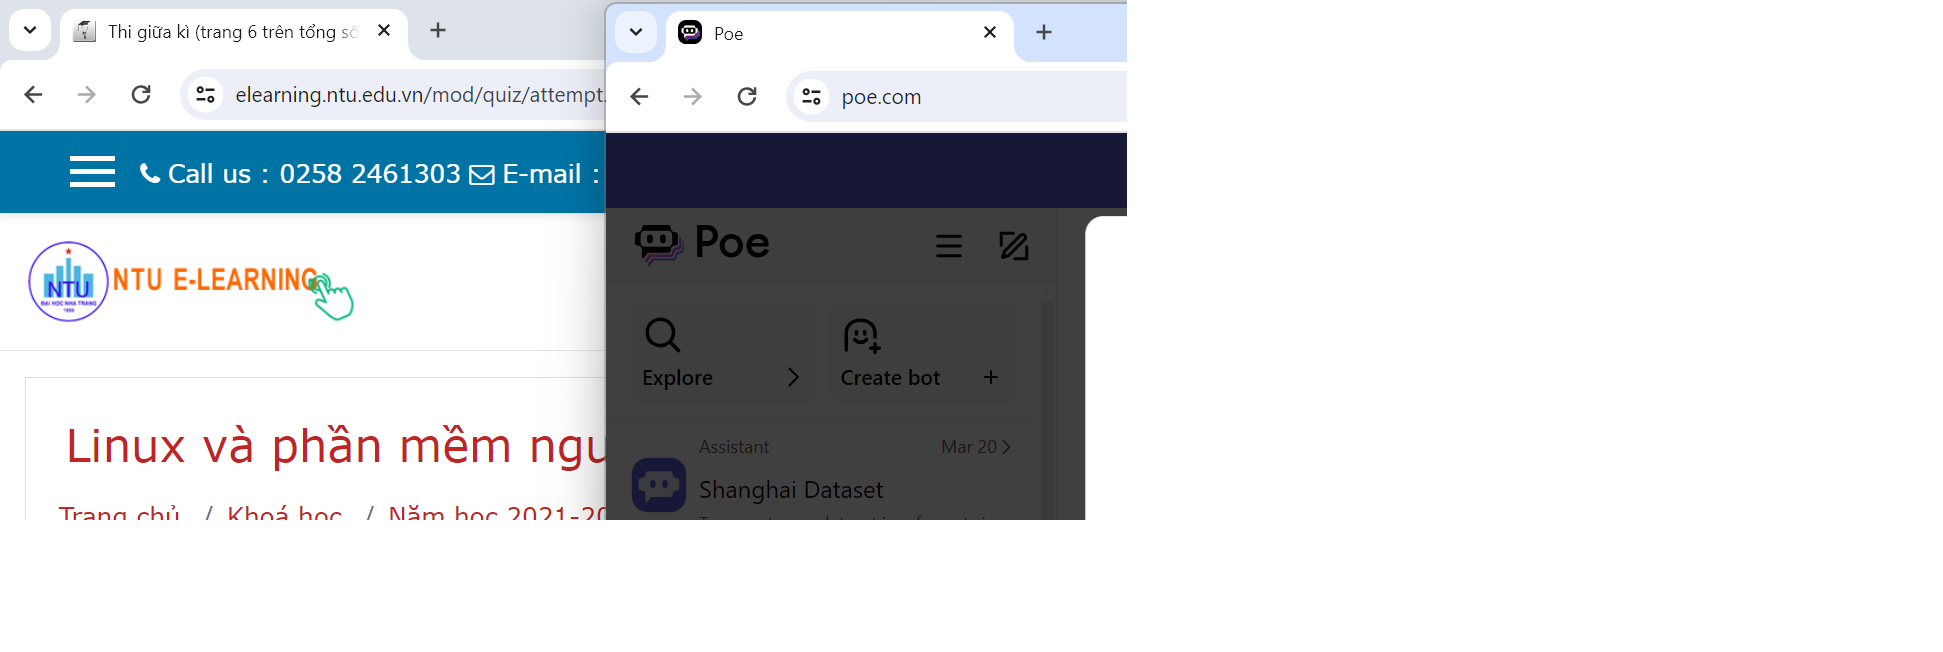 Thi giữa kì (trang 6 trên tổng số
elearning.ntu.edu.vn/mod/quiz/attempt.
Call us : 0258 2461303 E-mail :
NTU
ĐẠI HỌC NHA TRANG
1959
NTU E-LEARNING
Linux và phần mềm ngu
Trang chủ / Khoá học / Năm học 2021-20
Poe
poe.com
Poe
Explore
Create bot
Assistant
Mar 20
Shanghai Dataset